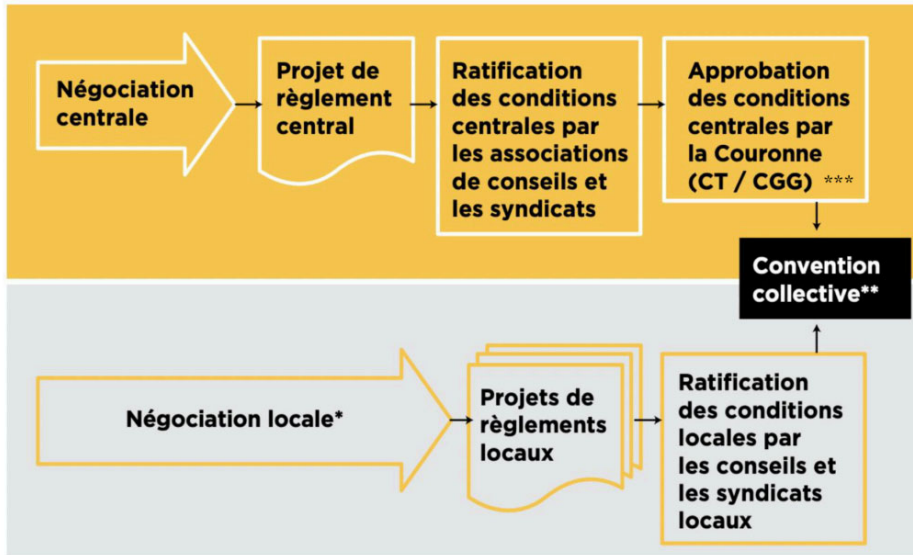 Négociation
centrale
Projet de
règlement
central
Ratification
des conditions
centrales par
les associations
de conseils et
les syndicats
Approbation
des conditions
centrales par
la Couronne
(CT / CGG) ***
Convention
collective**
Négociation locale*
Projets de
règlements
locaux
Ratification
des conditions
locales par
les conseils et
les syndicats
locaux